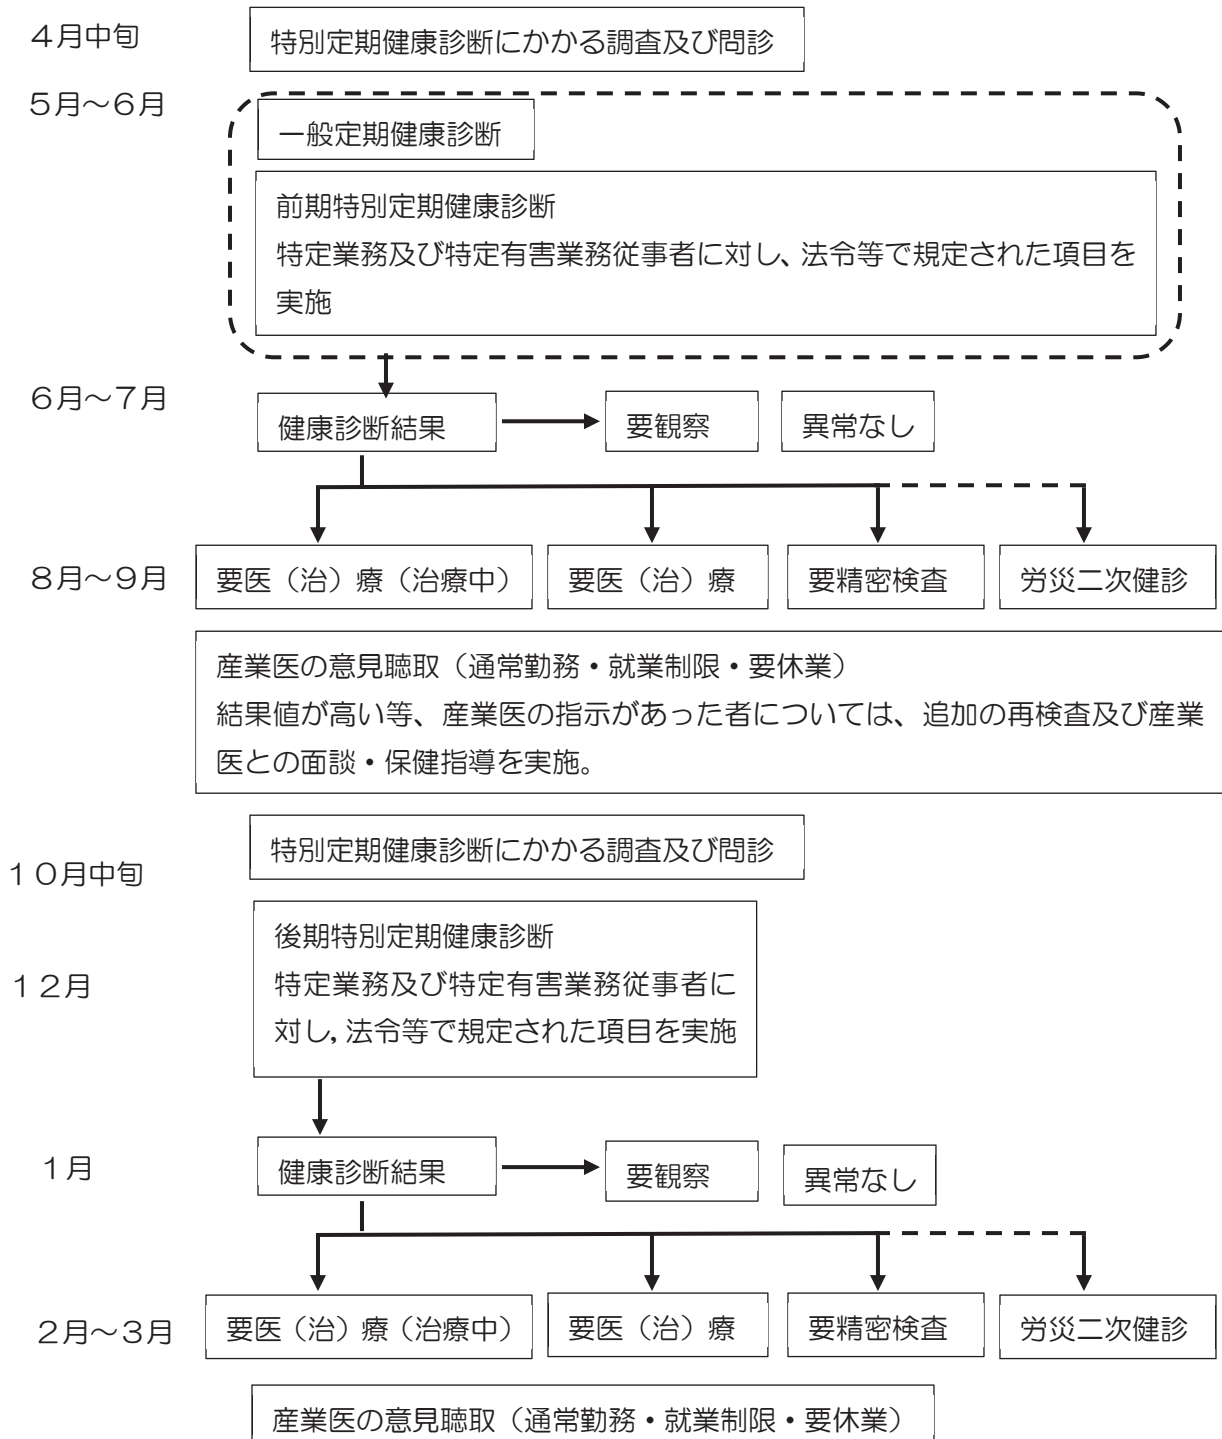 4月中旬
特別定期健康診断にかかる調査及び問診
5月～6月
一般定期健康診断
前期特別定期健康診断
特定業務及び特定有害業務従事者に対し、法令等で規定された項目を
実施
6月～7月
健康診断結果
要観察
異常なし
8月～9月
要医（治）療（治療中）
要医（治）療
要精密検査
労災二次健診
産業医の意見聴取（通常勤務・就業制限・要休業）
結果値が高い等、産業医の指示があった者については、追加の再検査及び産業
医との面談・保健指導を実施。
10月中旬
特別定期健康診断にかかる調査及び問診
12月
後期特別定期健康診断
特定業務及び特定有害業務従事者に
対し,法令等で規定された項目を実施
1月
健康診断結果
要観察
異常なし
2月～3月
要医（治）療（治療中）
要医（治）療
要精密検査
労災二次健診
産業医の意見聴取（通常勤務・就業制限・要休業）